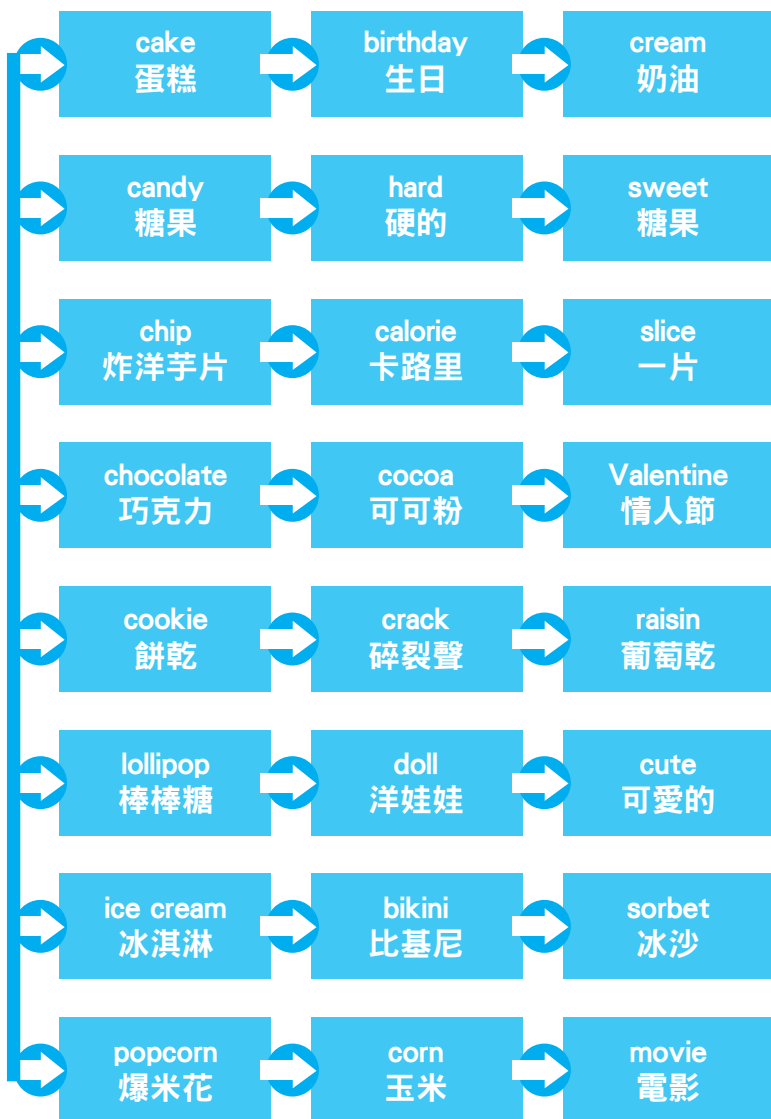 cake
蛋糕
birthday
生日
cream
奶油
candy
糖果
hard
硬的
sweet
糖果
chip
炸洋芋片
calorie
卡路里
slice
一片
chocolate
巧克力
cocoa
可可粉
Valentine
情人節
cookie
餅乾
crack
碎裂聲
raisin
葡萄乾
lollipop
棒棒糖
doll
洋娃娃
cute
可愛的
ice cream
冰淇淋
bikini
比基尼
sorbet
冰沙
popcorn
爆米花
corn
玉米
movie
電影